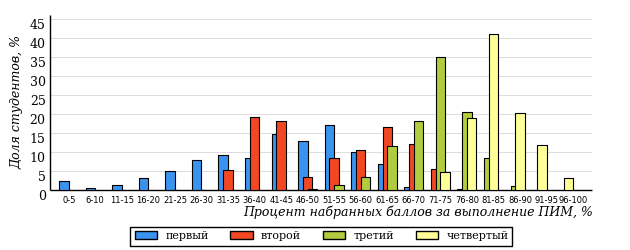 45
40
35
30
25
20
15
10
5
0
Доля студентов, %
0-5 6-10 11-15 16-20 21-25 26-30 31-35 36-40 41-45 46-50 51-55 56-60 61-65 66-70 71-75 76-80 81-85 86-90 91-95 96-100
Процент набранных баллов за выполнение ПИМ, %
первый второй третий четвертый